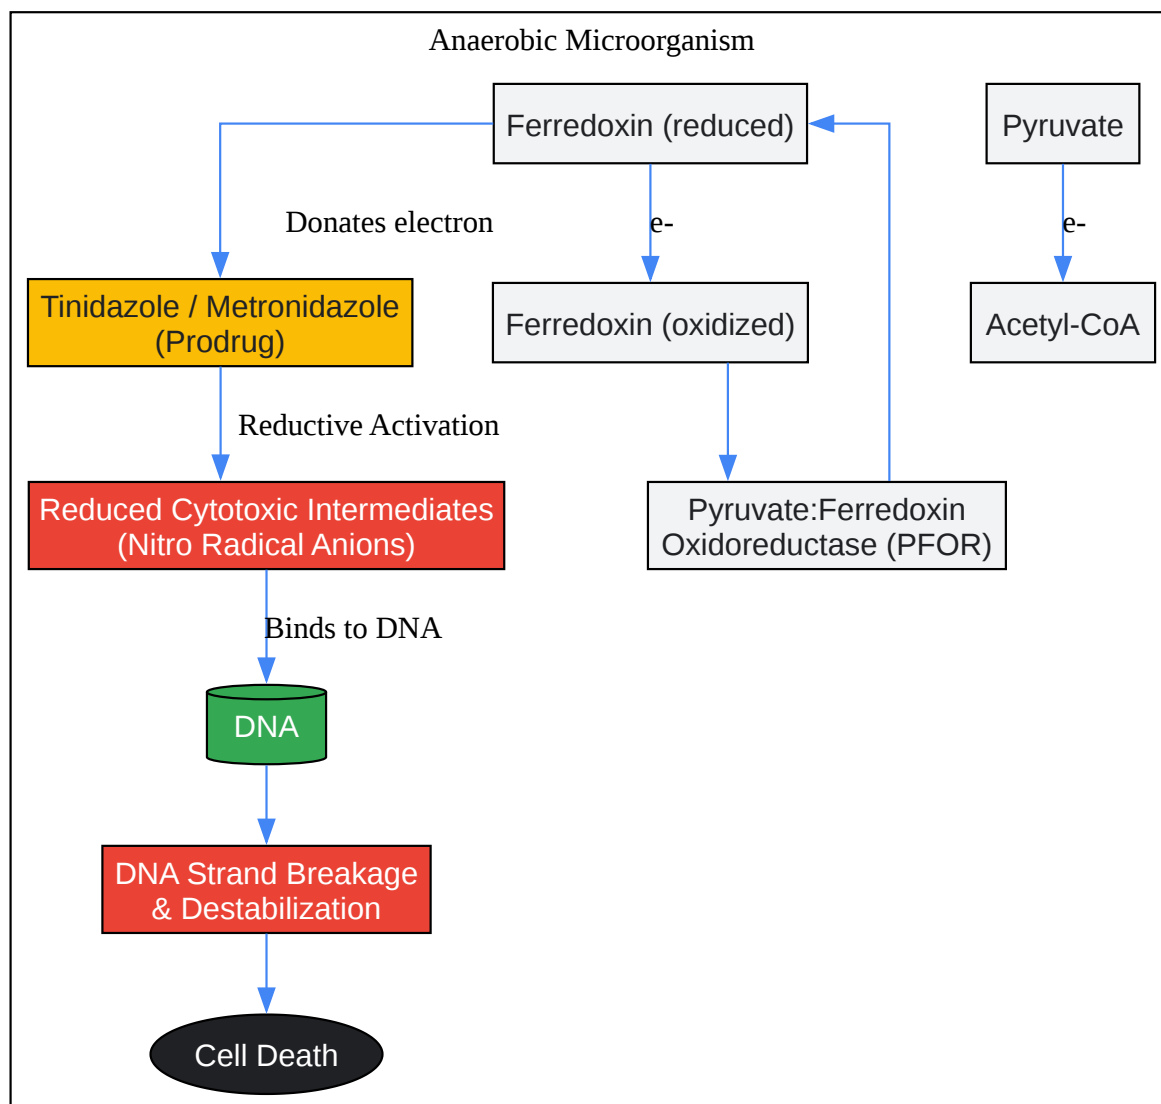 Anaerobic Microorganism
Ferredoxin (reduced)
Pyruvate
Donates electron
e-
e-
Tinidazole / Metronidazole
(Prodrug)
Ferredoxin (oxidized)
Acetyl-CoA
Reductive Activation
Reduced Cytotoxic Intermediates
(Nitro Radical Anions)
Pyruvate:Ferredoxin
Oxidoreductase (PFOR)
Binds to DNA
DNA
DNA Strand Breakage
& Destabilization
Cell Death